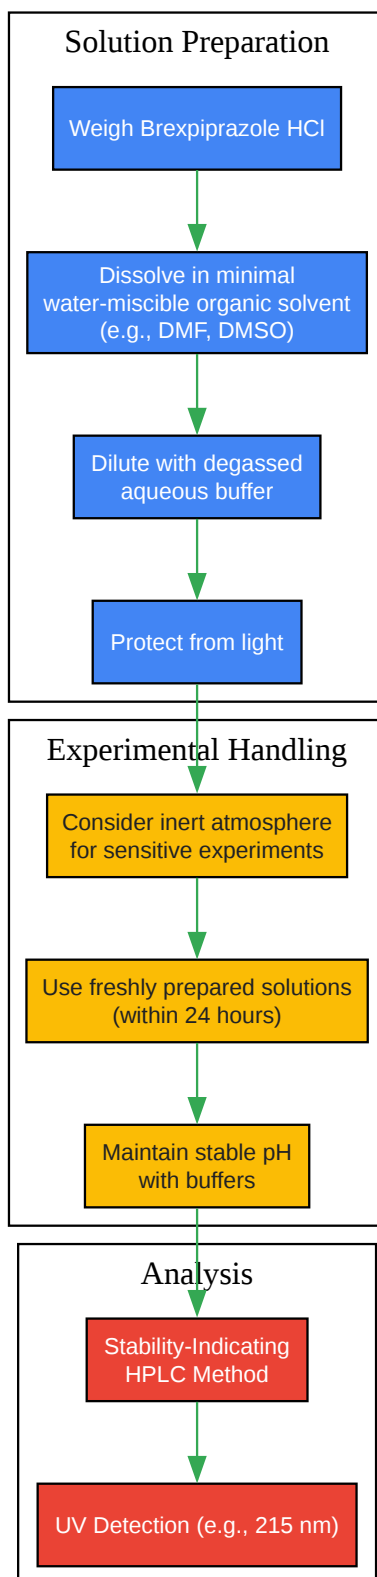 Solution Preparation
Weigh Brexpiprazole HCl
Dissolve in minimal
water-miscible organic solvent
(e.g., DMF, DMSO)
Dilute with degassed
aqueous buffer
Protect from light
Experimental Handling
Consider inert atmosphere
for sensitive experiments
Use freshly prepared solutions
(within 24 hours)
Maintain stable pH
with buffers
Analysis
Stability-Indicating
HPLC Method
UV Detection (e.g., 215 nm)